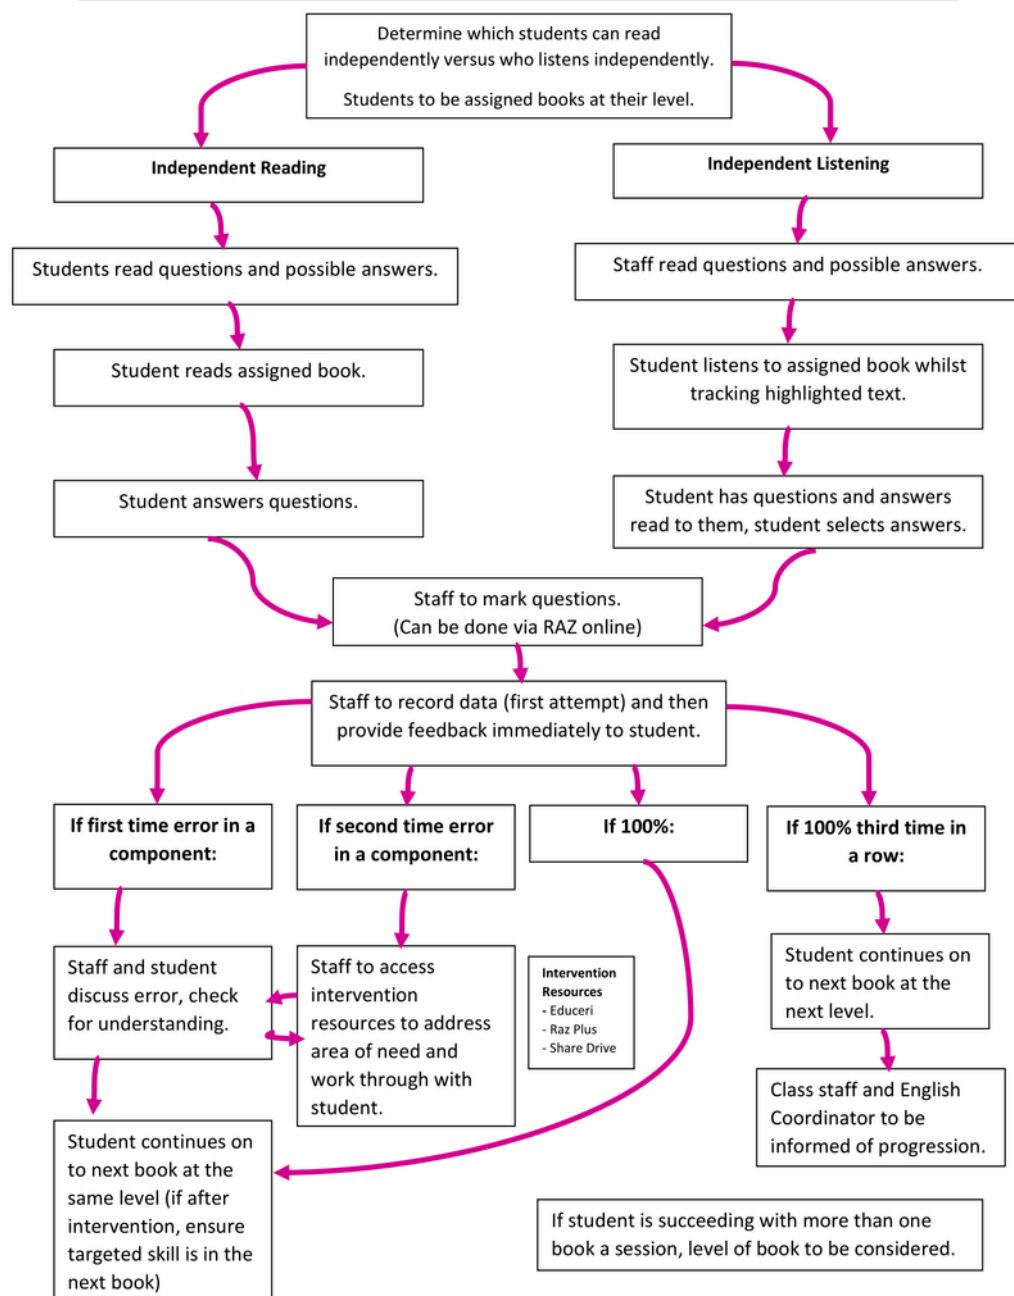 Determine which students can read
independently versus who listens independently.
Students to be assigned books at their level.
Independent Reading
Independent Listening
Students read questions and possible answers.
Staff read questions and possible answers.
Student reads assigned book.
Student listens to assigned book whilst
tracking highlighted text.
Student answers questions.
Student has questions and answers
read to them, student selects answers.
Staff to mark questions.
(Can be done via RAZ online)
Staff to record data (first attempt) and then
provide feedback immediately to student.
If first time error in a
component:
If second time error
in a component:
If 100%:
If 100% third time in
a row:
Staff and student
discuss error, check
for understanding.
Staff to access
intervention
resources to address
area of need and
work through with
student.
Intervention
Resources
- Educeri
- Raz Plus
- Share Drive
Student continues on
to next book at the
next level.
Class staff and English
Coordinator to be
informed of progression.
Student continues on
to next book at the
same level (if after
intervention, ensure
targeted skill is in the
next book)
If student is succeeding with more than one
book a session, level of book to be considered.